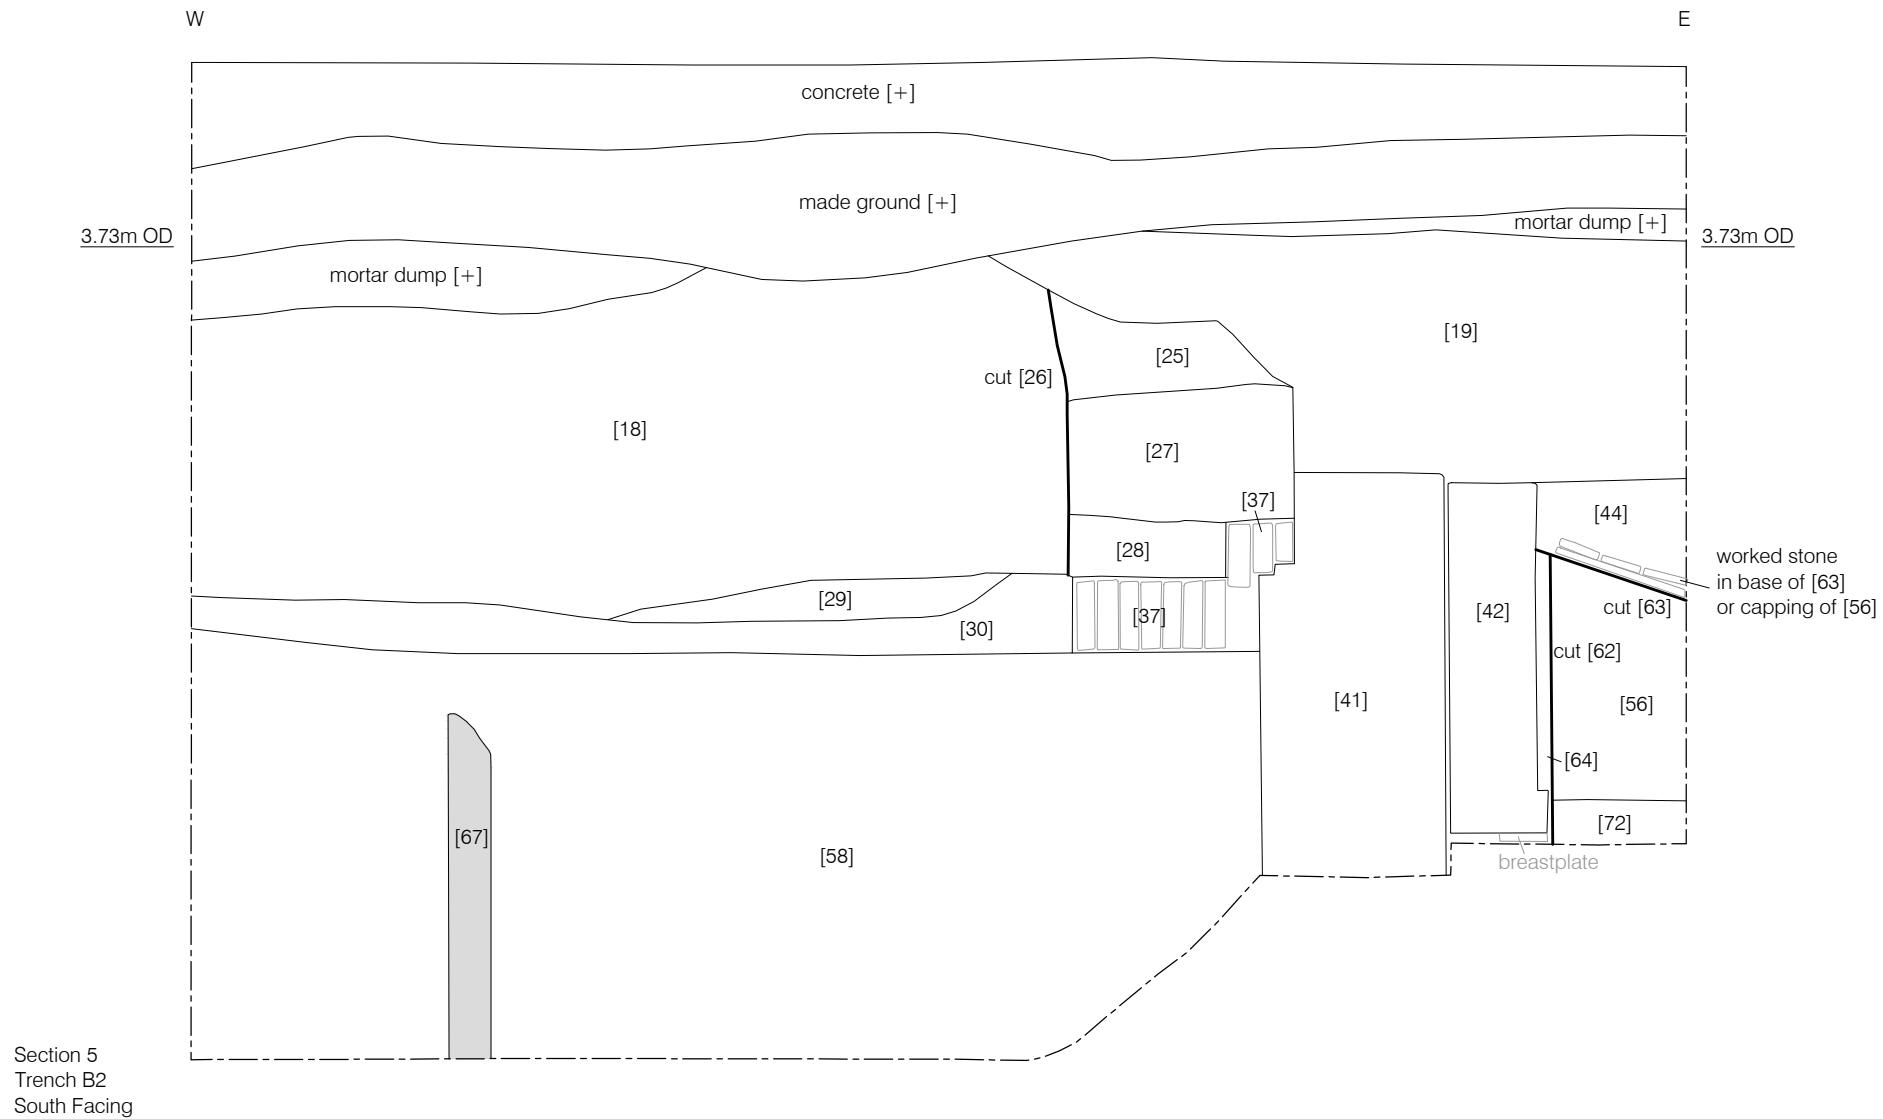 W
E
concrete [+]
made ground [+]
mortar dump [+]
3.73m OD
3.73m OD
mortar dump [+]
[19]
[25]
cut [26]
[18]
[27]
[37]
[44]
[28]
worked stone
in base of [63]
or capping of [56]
[29]
cut [63]
[42]
[37]
[30]
cut [62]
[41]
[56]
[64]
[72]
[67]
[58]
breastplate
Section 5
Trench B2
South Facing